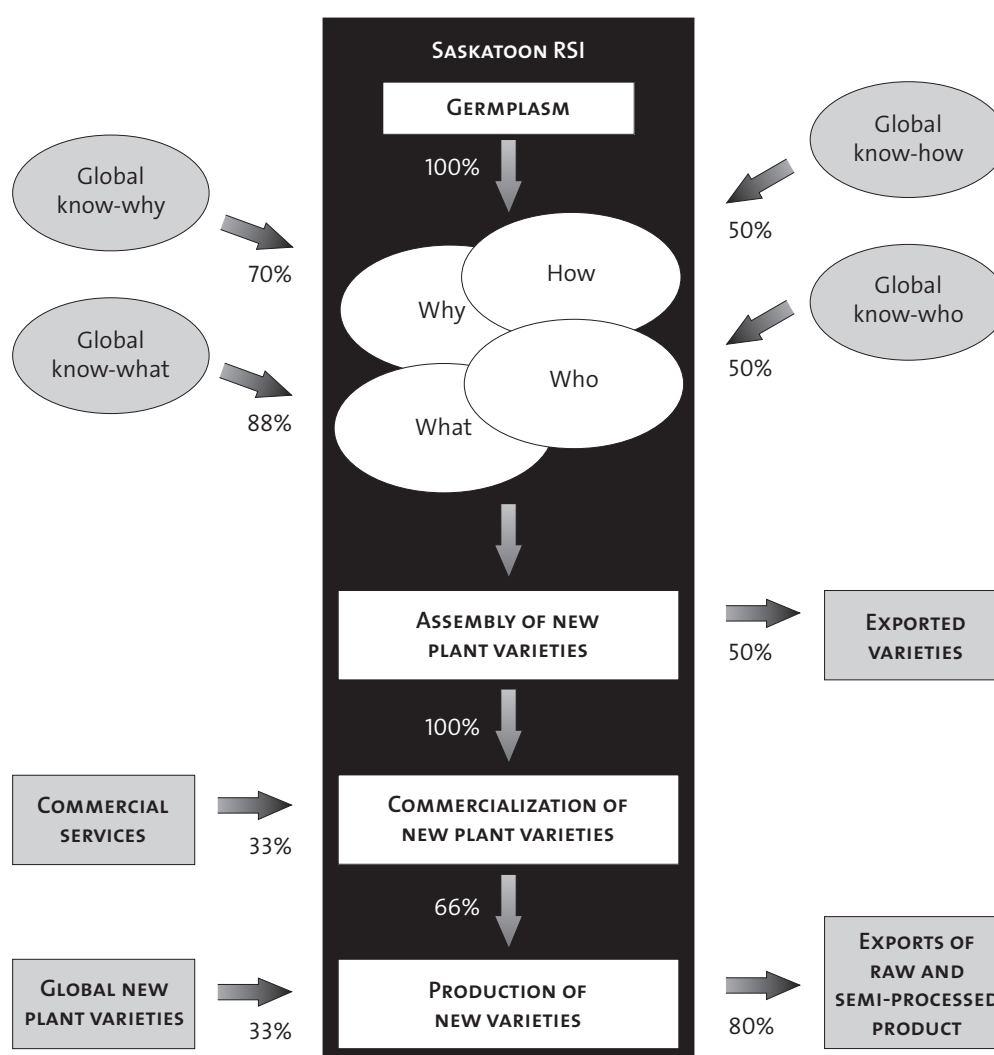 SASKATOON RSI
GERMPLASM
100%
Global
know-why
70%
Global
know-what
88%
Global
know-how
50%
Global
know-who
50%
Why
How
What
Who
ASSEMBLY OF NEW
PLANT VARIETIES
50%
EXPORTED
VARIETIES
100%
COMMERCIAL
SERVICES
33%
COMMERCIALIZATION OF
NEW PLANT VARIETIES
66%
GLOBAL NEW
PLANT VARIETIES
33%
PRODUCTION OF
NEW VARIETIES
80%
EXPORTS OF
RAW AND
SEMI-PROCESSED
PRODUCT